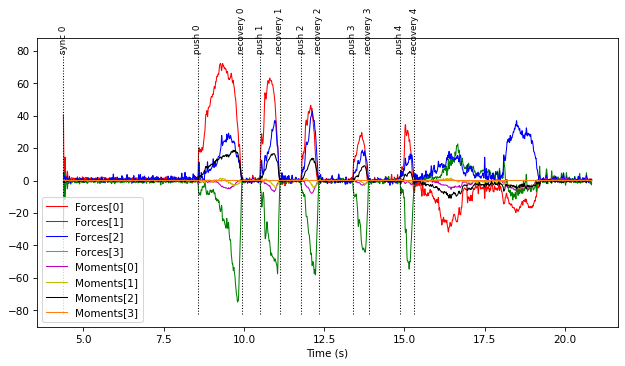 sync 0
push 0
recovery 0
push 1
recovery 1
push 2
recovery 2
push 3
recovery 3
push 4
recovery 4
80
60
40
20
0
−20
−40
−60
−80
Forces[0]
Forces[1]
Forces[2]
Forces[3]
Moments[0]
Moments[1]
Moments[2]
Moments[3]
5.0 7.5 10.0 12.5 15.0 17.5 20.0
Time (s)